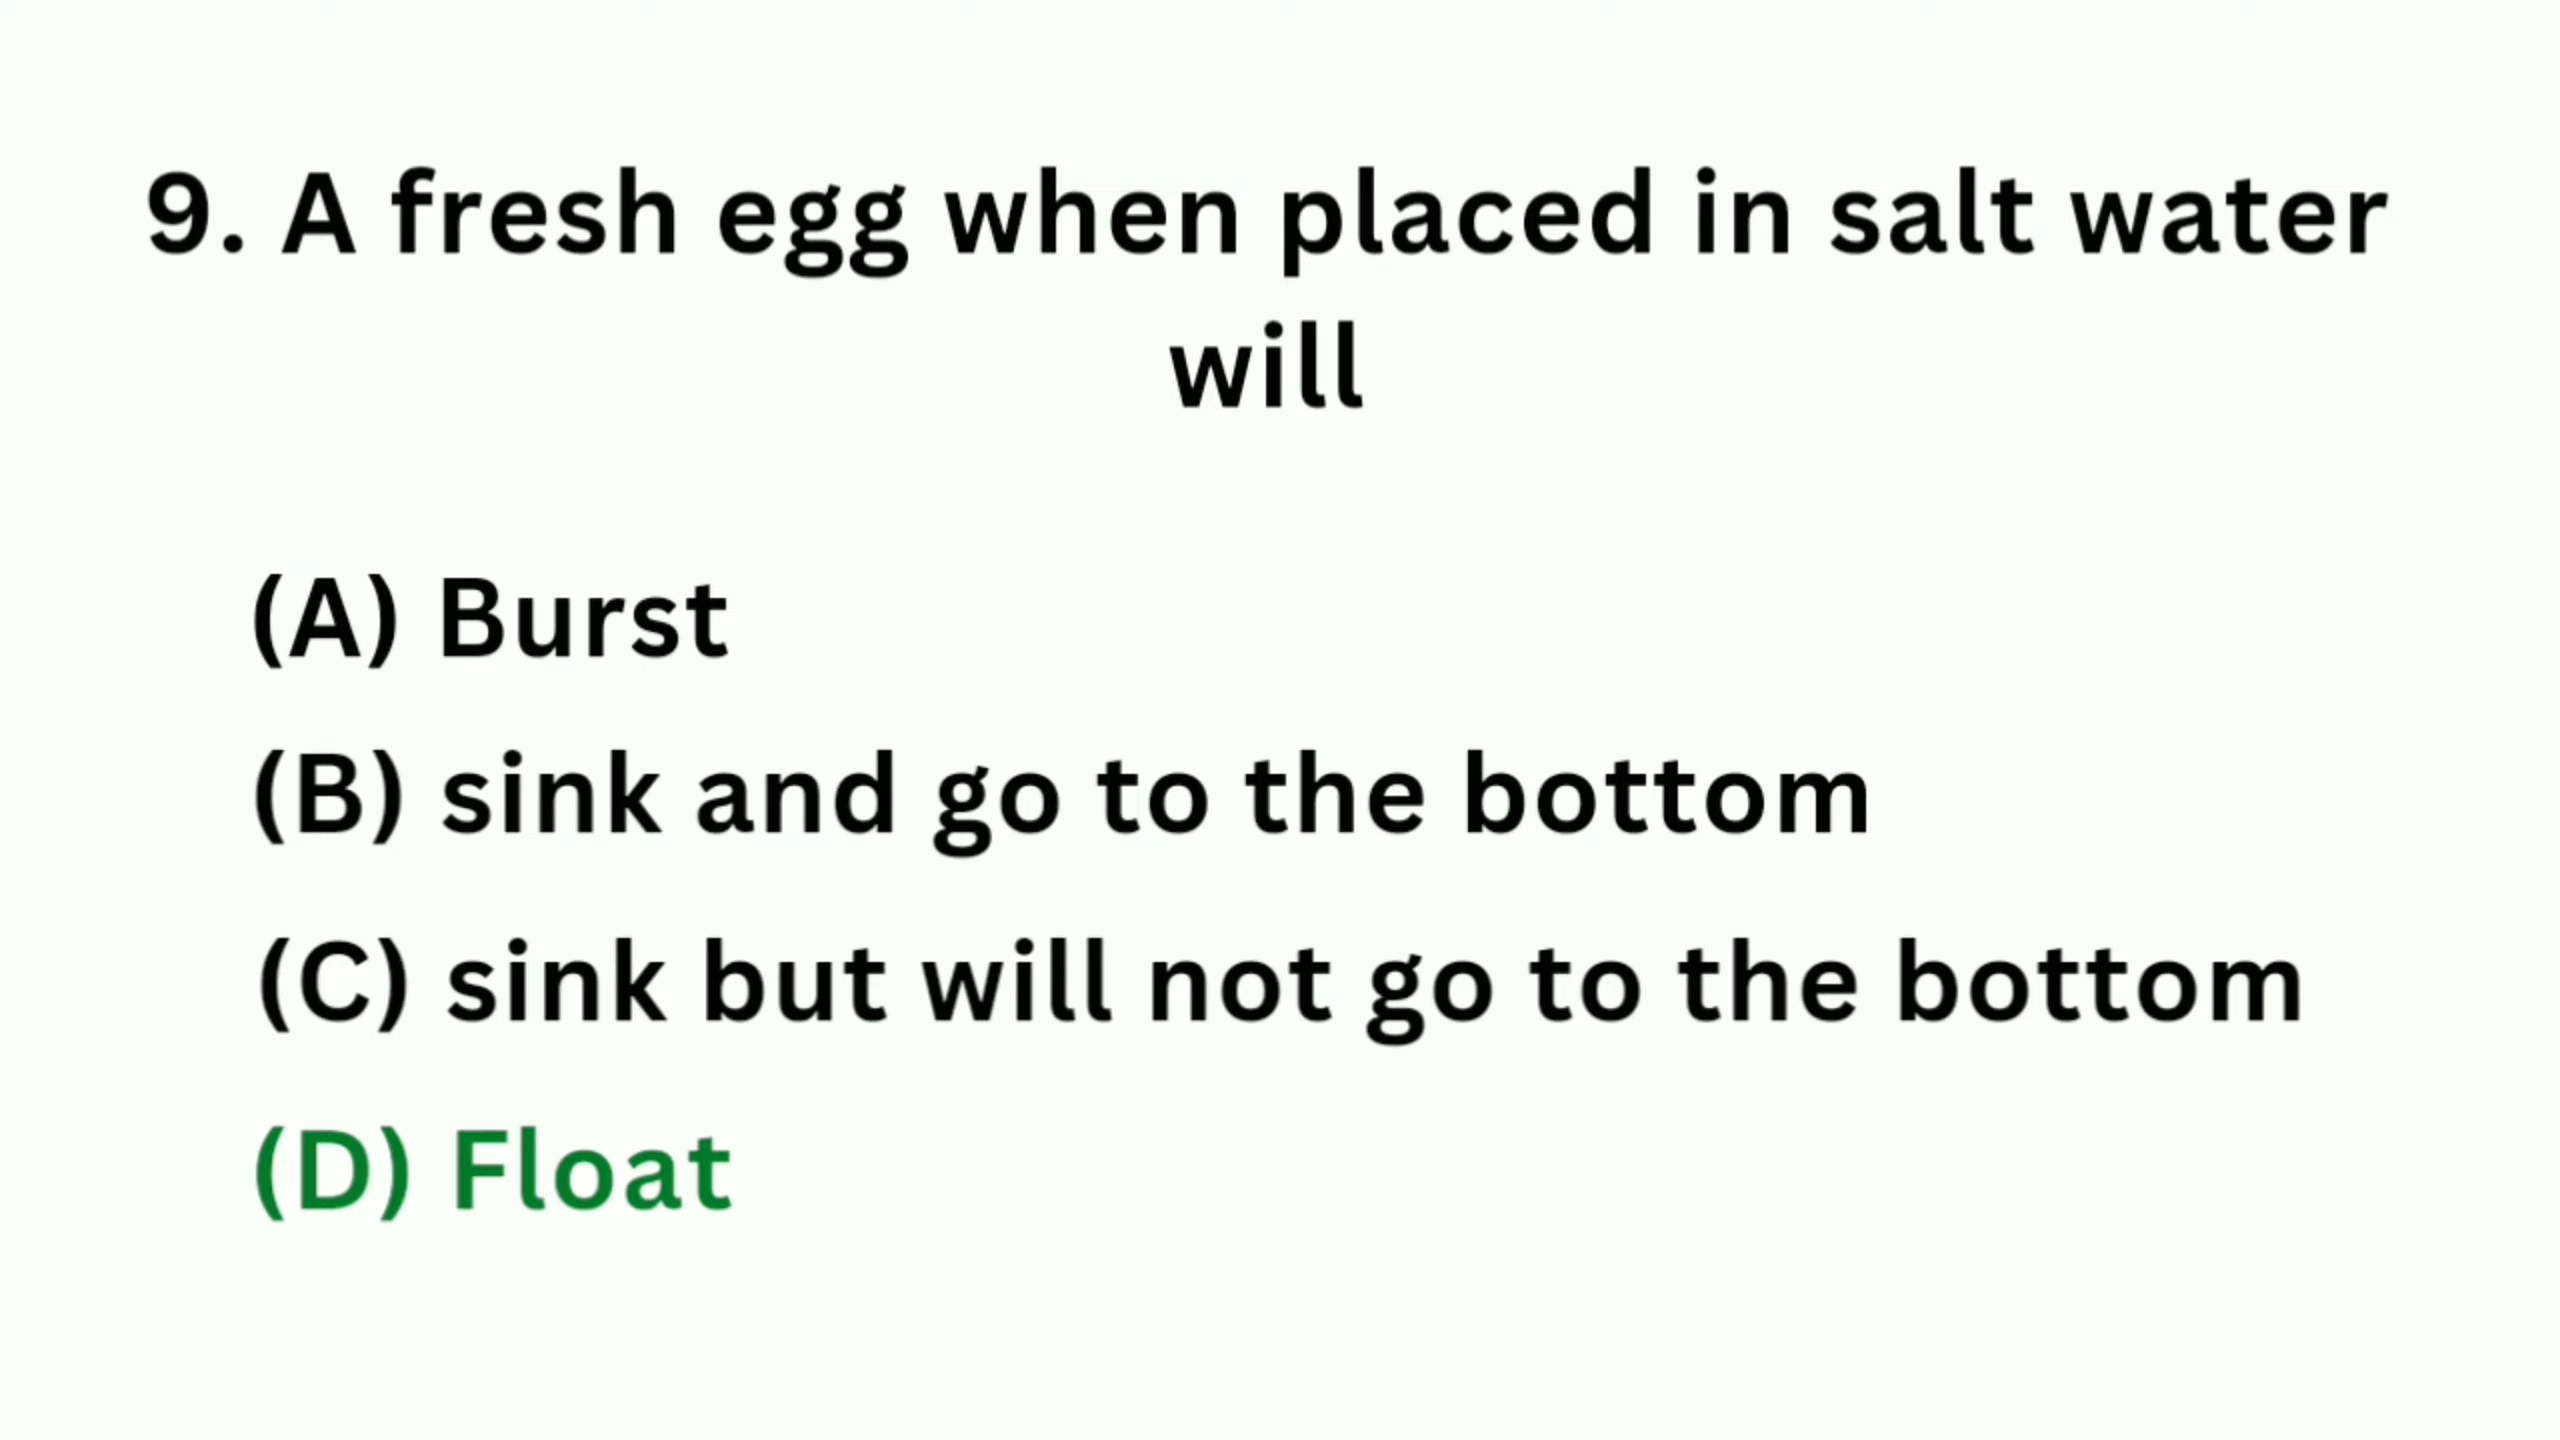 9. A fresh egg when placed in salt water
will
(A) Burst
(B) sink and go to the bottom
(C) sink but will not go to the bottom
(D) Float